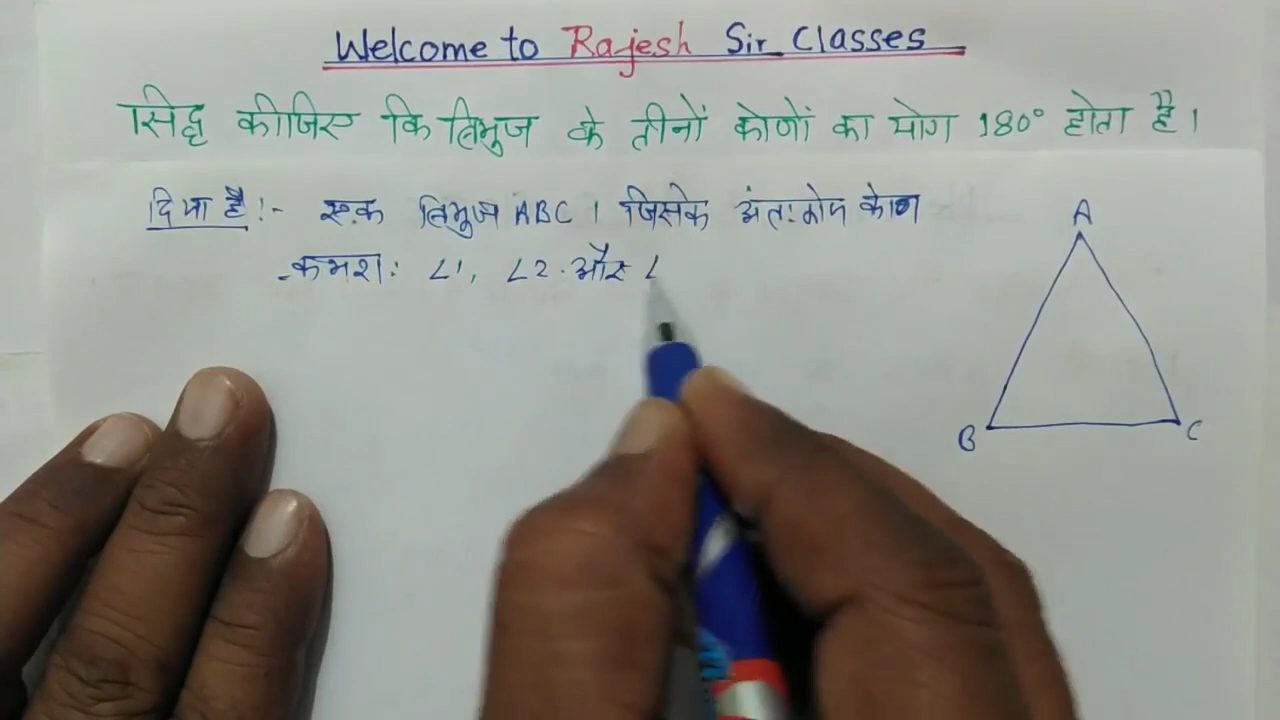 Welcome to Rajesh Sir Classes
सिद्ध कीजिए कि त्रिभुज के तीनों कोणों का योग 180° होता है।
दिया है :- एक त्रिभुज ABC । जिसके अंतः कोण
क्रमशः ∠1, ∠2 और ∠
A
B
C